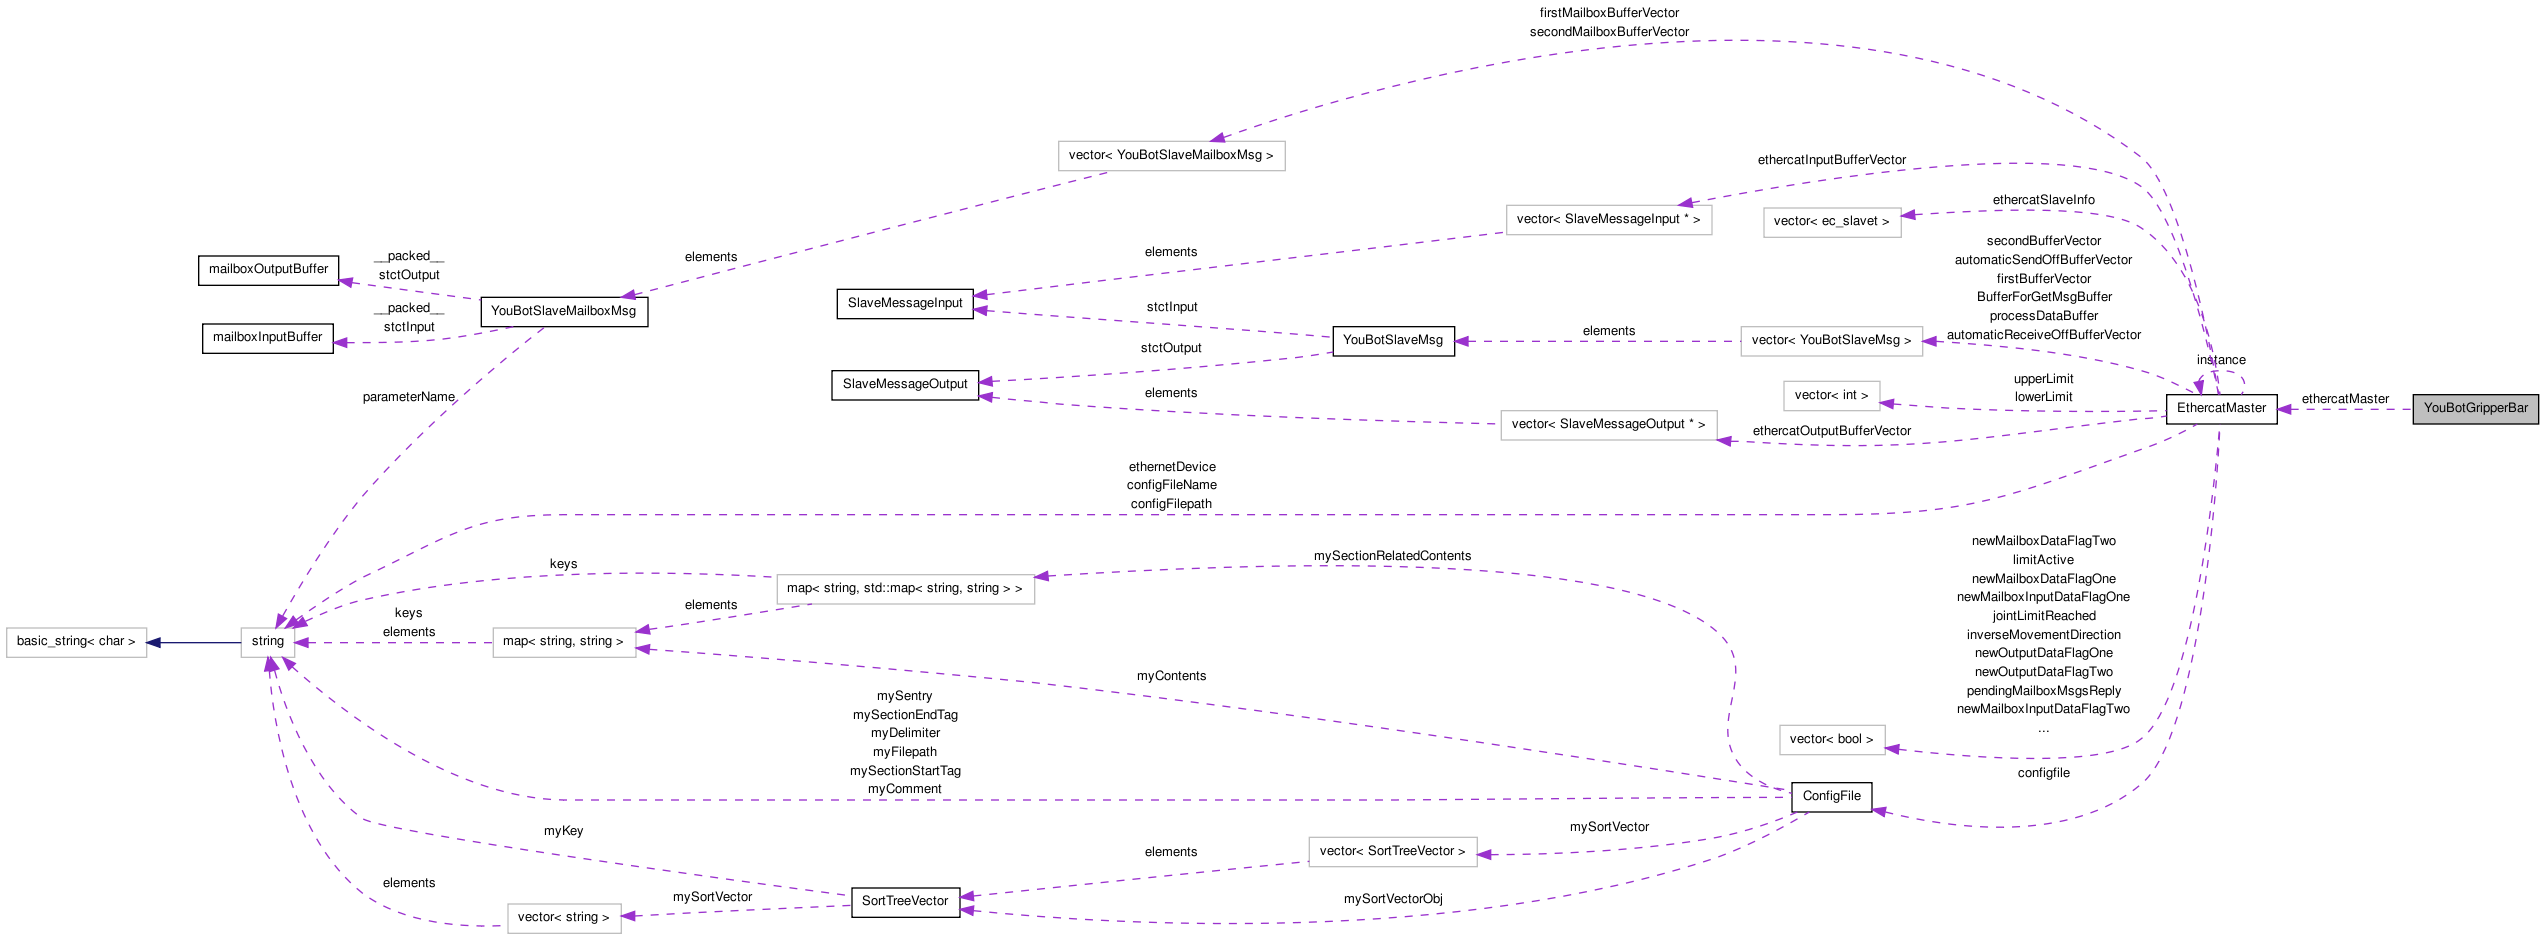 firstMailboxBufferVector
secondMailboxBufferVector
vector< YouBotSlaveMailboxMsg >
ethercatInputBufferVector
ethercatSlaveInfo
vector< SlaveMessageInput * >
vector< ec_slavet >
secondBufferVector
automaticSendOffBufferVector
firstBufferVector
BufferForGetMsgBuffer
processDataBuffer
automaticReceiveOffBufferVector
elements
elements
__packed__
stctOutput
mailboxOutputBuffer
__packed__
stctInput
YouBotSlaveMailboxMsg
mailboxInputBuffer
SlaveMessageInput
stctInput
YouBotSlaveMsg
elements
vector< YouBotSlaveMsg >
stctOutput
SlaveMessageOutput
elements
instance
upperLimit
lowerLimit
vector< int >
EthercatMaster
ethercatMaster
YouBotGripperBar
parameterName
vector< SlaveMessageOutput * >
ethercatOutputBufferVector
ethernetDevice
configFileName
configFilepath
newMailboxDataFlagTwo
limitActive
newMailboxDataFlagOne
newMailboxInputDataFlagOne
jointLimitReached
inverseMovementDirection
newOutputDataFlagOne
newOutputDataFlagTwo
pendingMailboxMsgsReply
newMailboxInputDataFlagTwo
...
mySectionRelatedContents
keys
map< string, std::map< string, string > >
elements
keys
elements
basic_string< char >
string
map< string, string >
myContents
mySentry
mySectionEndTag
myDelimiter
myFilepath
mySectionStartTag
myComment
vector< bool >
configfile
ConfigFile
myKey
mySortVector
vector< SortTreeVector >
elements
elements
mySortVector
SortTreeVector
mySortVectorObj
vector< string >